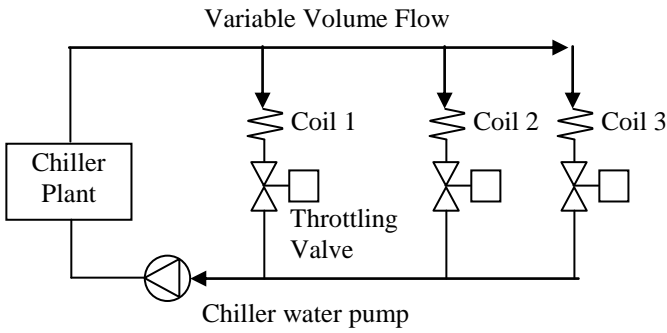 Variable Volume Flow
Coil 1
Coil 2
Coil 3
Chiller
Plant
Throttling
Valve
Chiller water pump